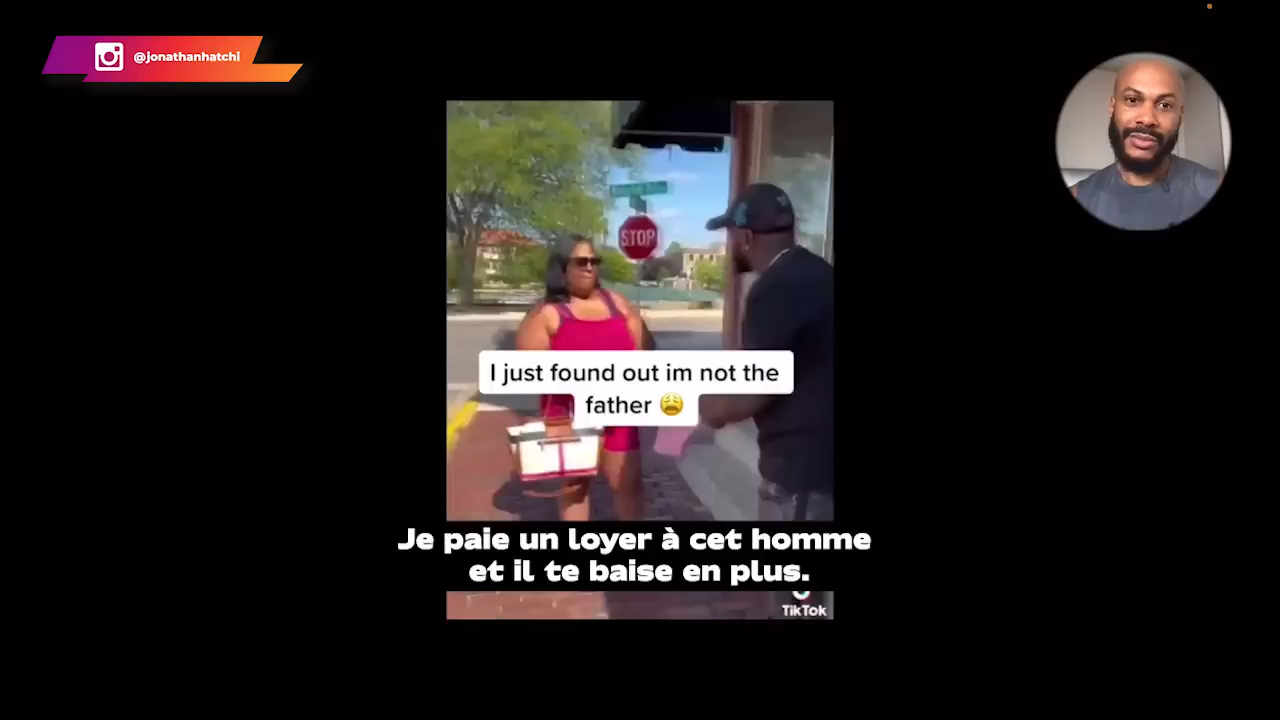 @jonathanhatchi
STOP
I just found out im not the
father 😩
Je paie un loyer à cet homme
et il te baise en plus.
TikTok